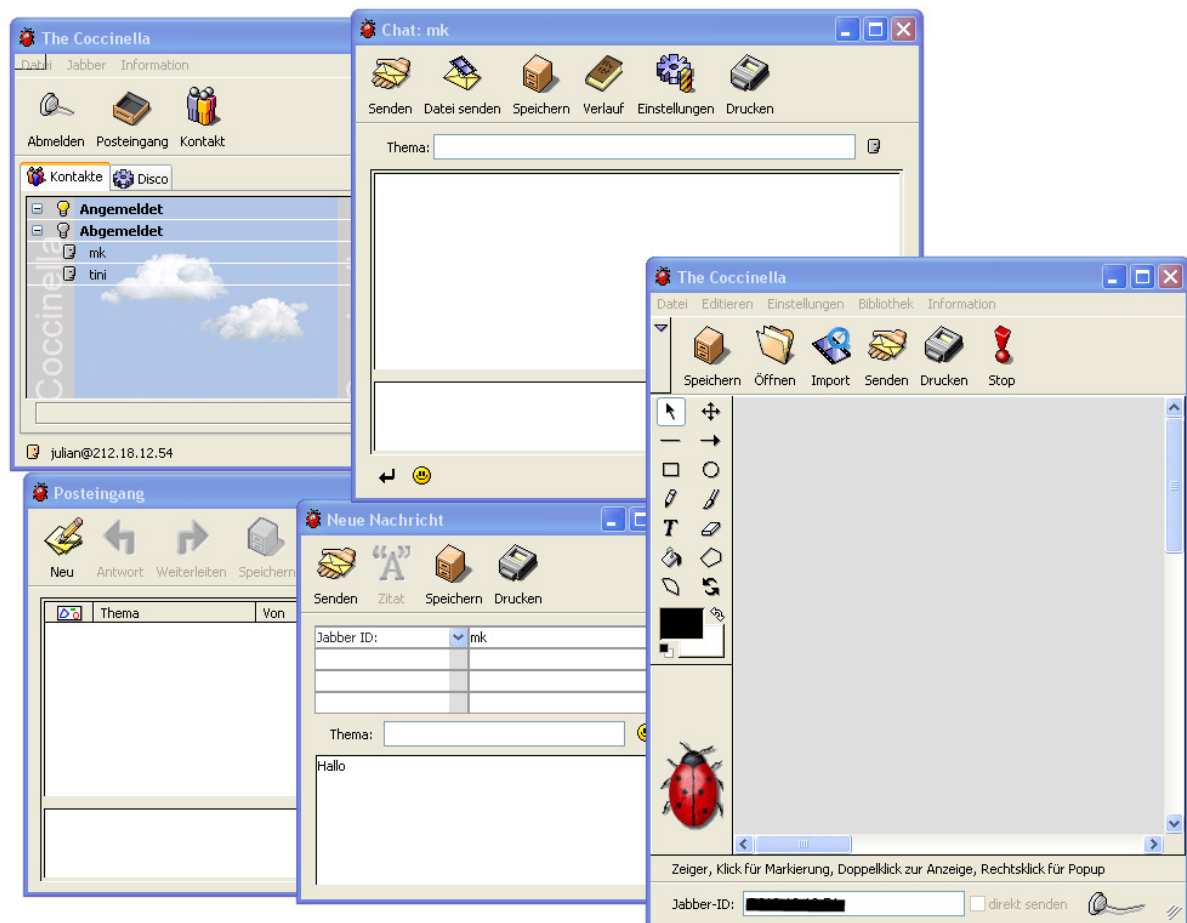 The Coccinella
Datei Jabber Information
Abmelden Posteingang Kontakt
Kontakte Disco
Angemeldet
Abgemeldet
mk
tini
Coccinella
julian@212.18.12.54
Chat: mk
Senden Datei senden Speichern Verlauf Einstellungen Drucken
Thema:
Posteingang
Neu Antwort Weiterleiten Speichern
Thema Von
Neue Nachricht
Senden Zitat Speichern Drucken
Jabber ID: mk
Thema:
Hallo
The Coccinella
Datei Editieren Einstellungen Bibliothek Information
Speichern Öffnen Import Senden Drucken Stop
T
Zeiger, Klick für Markierung, Doppelklick zur Anzeige, Rechtsklick für Popup
Jabber-ID: direkt senden